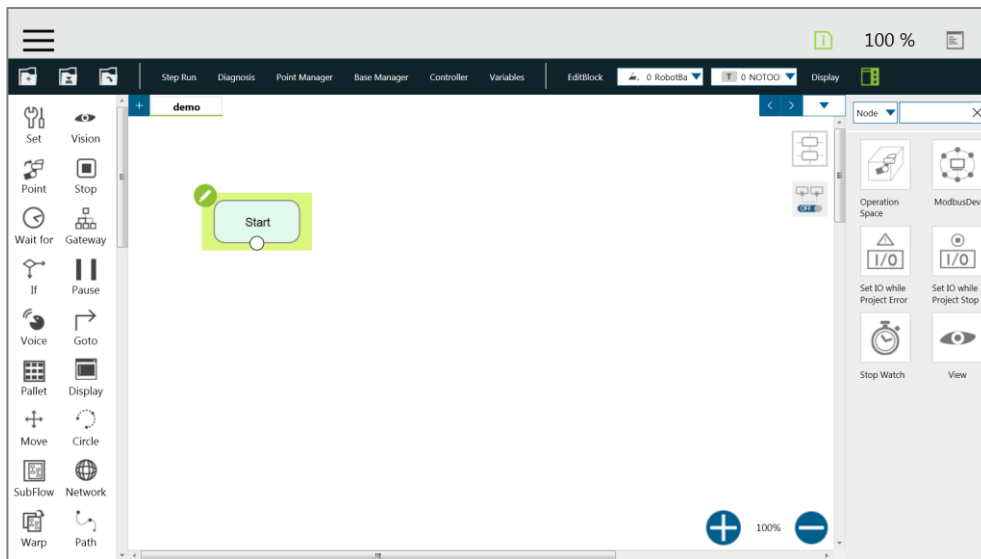 100 %
Step Run Diagnosis Point Manager Base Manager Controller Variables EditBlock 0 RobotBa T 0 NOTOO Display
demo
Node
Set Vision
Point Stop
Wait for Gateway
If Pause
Voice Goto
Pallet Display
Move Circle
SubFlow Network
Warp Path
Start
OFF
100%
Operation
Space
ModbusDev
I/O I/O
Set IO while
Project Error
Set IO while
Project Stop
Stop Watch View